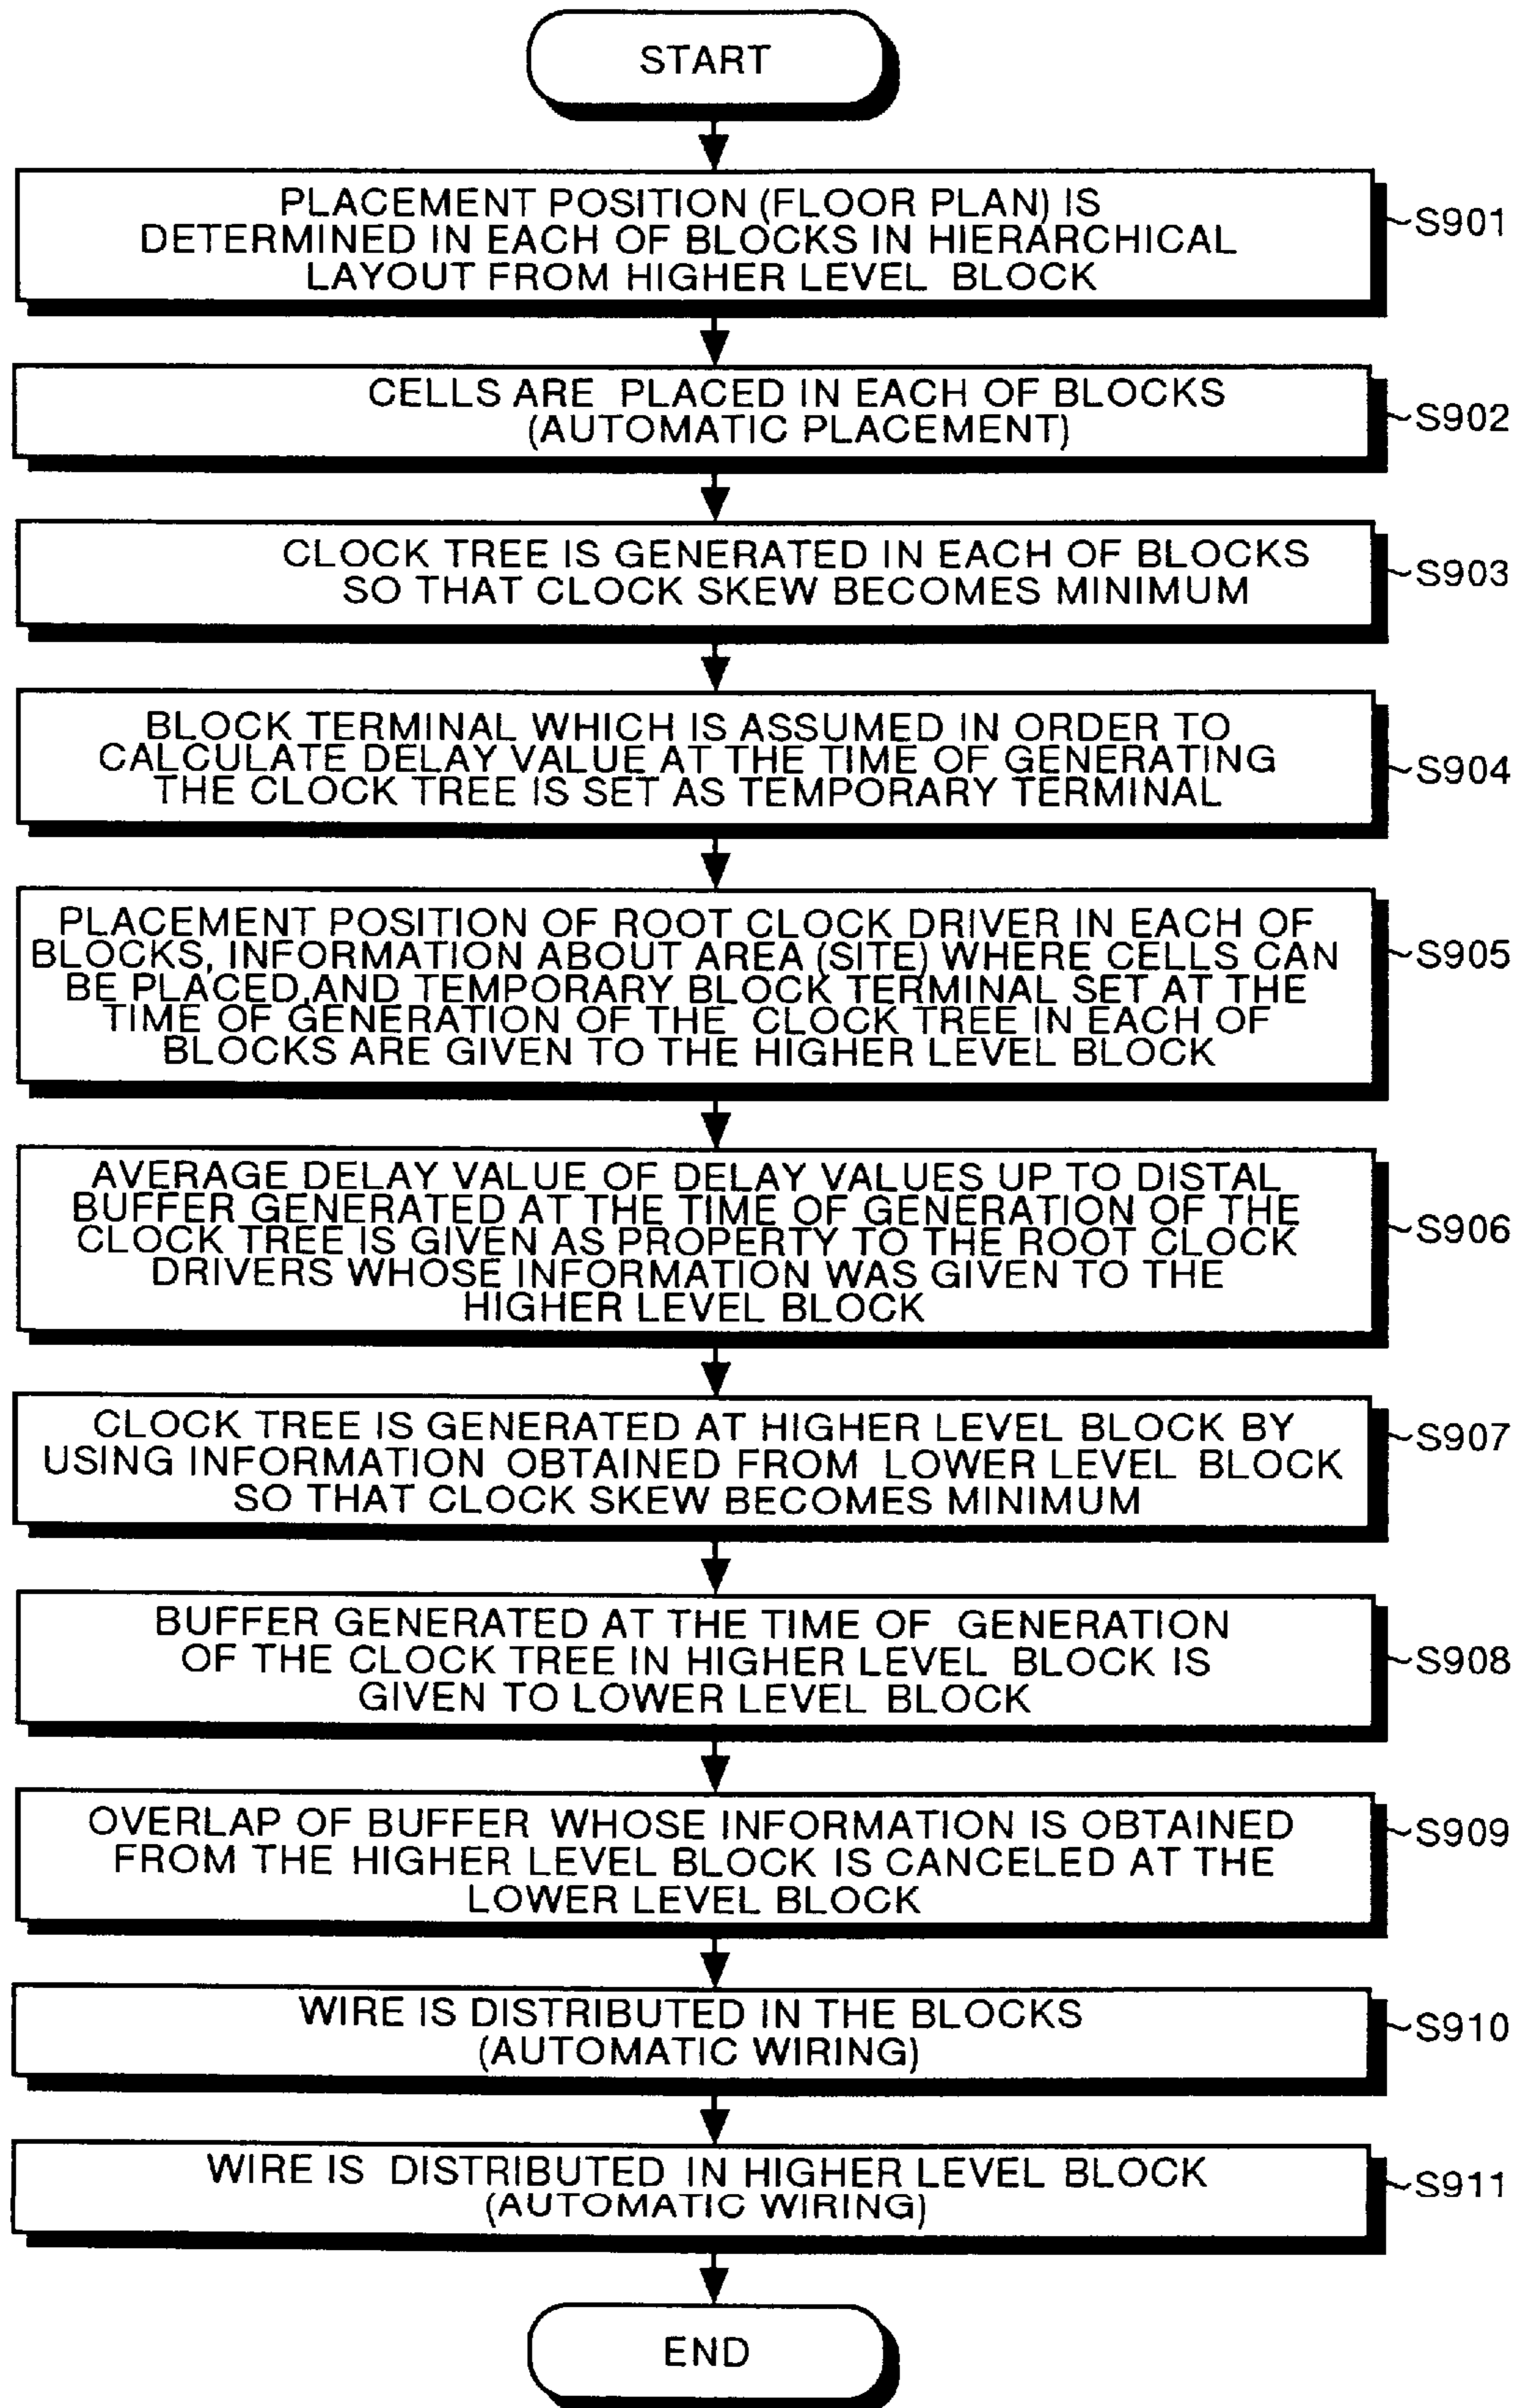 START
PLACEMENT POSITION (FLOOR PLAN) IS
DETERMINED IN EACH OF BLOCKS IN HIERARCHICAL
LAYOUT FROM HIGHER LEVEL BLOCK
S901
CELLS ARE PLACED IN EACH OF BLOCKS
(AUTOMATIC PLACEMENT)
S902
CLOCK TREE IS GENERATED IN EACH OF BLOCKS
SO THAT CLOCK SKEW BECOMES MINIMUM
S903
BLOCK TERMINAL WHICH IS ASSUMED IN ORDER TO
CALCULATE DELAY VALUE AT THE TIME OF GENERATING
THE CLOCK TREE IS SET AS TEMPORARY TERMINAL
S904
PLACEMENT POSITION OF ROOT CLOCK DRIVER IN EACH OF
BLOCKS, INFORMATION ABOUT AREA (SITE) WHERE CELLS CAN
BE PLACED,AND TEMPORARY BLOCK TERMINAL SET AT THE
TIME OF GENERATION OF THE CLOCK TREE IN EACH OF
BLOCKS ARE GIVEN TO THE HIGHER LEVEL BLOCK
S905
AVERAGE DELAY VALUE OF DELAY VALUES UP TO DISTAL
BUFFER GENERATED AT THE TIME OF GENERATION OF THE
CLOCK TREE IS GIVEN AS PROPERTY TO THE ROOT CLOCK
DRIVERS WHOSE INFORMATION WAS GIVEN TO THE
HIGHER LEVEL BLOCK
S906
CLOCK TREE IS GENERATED AT HIGHER LEVEL BLOCK BY
USING INFORMATION OBTAINED FROM LOWER LEVEL BLOCK
SO THAT CLOCK SKEW BECOMES MINIMUM
S907
BUFFER GENERATED AT THE TIME OF GENERATION
OF THE CLOCK TREE IN HIGHER LEVEL BLOCK IS
GIVEN TO LOWER LEVEL BLOCK
S908
OVERLAP OF BUFFER WHOSE INFORMATION IS OBTAINED
FROM THE HIGHER LEVEL BLOCK IS CANCELED AT THE
LOWER LEVEL BLOCK
S909
WIRE IS DISTRIBUTED IN THE BLOCKS
(AUTOMATIC WIRING)
S910
WIRE IS DISTRIBUTED IN HIGHER LEVEL BLOCK
(AUTOMATIC WIRING)
S911
END